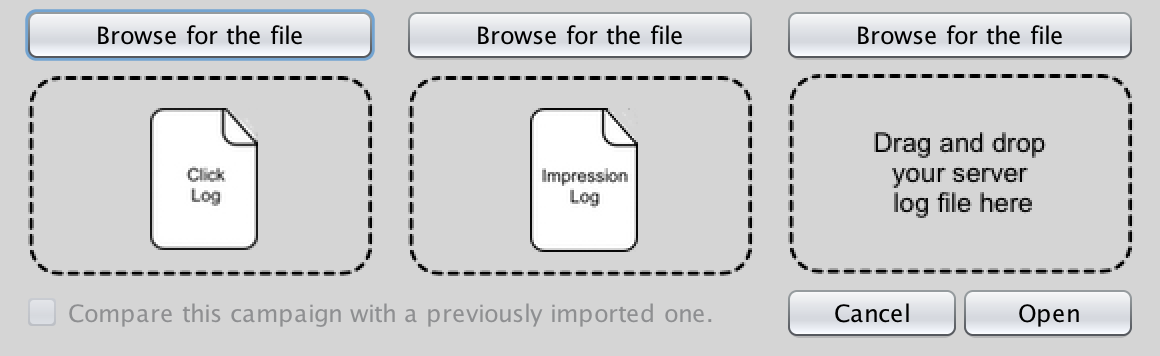 Browse for the file
Browse for the file
Browse for the file
Click
Log
Impression
Log
Drag and drop
your server
log file here
Compare this campaign with a previously imported one.
Cancel
Open